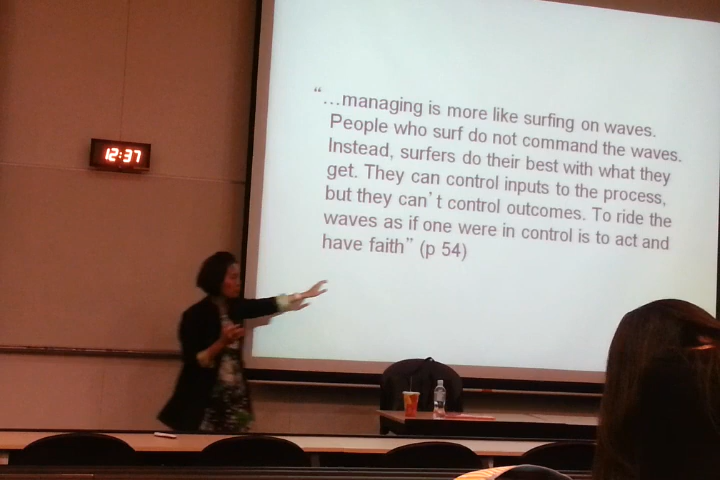 12:37
“…managing is more like surfing on waves.
People who surf do not command the waves.
Instead, surfers do their best with what they
get. They can control inputs to the process,
but they can’t control outcomes. To ride the
waves as if one were in control is to act and
have faith” (p 54)